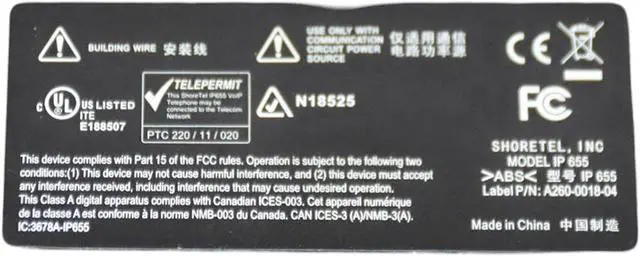 BUILDING WIRE 安装线
USE ONLY WITH
COMMUNICATION
CIRCUIT POWER
SOURCE
仅适用通信
电路功率源
CE
C UL US LISTED
ITE
E188507
TELEPERMIT
This ShoreTel IP655 VoIP
Telephone may be
connected to the Telecom
Network
PTC 220 / 11 / 020
N18525
FC
SHORETEL, INC
MODEL IP 655
>ABS< 型号 IP 655
Label P/N: A260-0018-04
This device complies with Part 15 of the FCC rules. Operation is subject to the following two
conditions:(1) This device may not cause harmful interference, and (2) this device must accept
any interference received, including interference that may cause undesired operation.
This Class A digital apparatus complies with Canadian ICES-003. Cet appareil numérique
de la classe A est conforme à la norme NMB-003 du Canada. CAN ICES-3 (A)/NMB-3(A).
IC:3678A-IP655
Made in China 中国制造